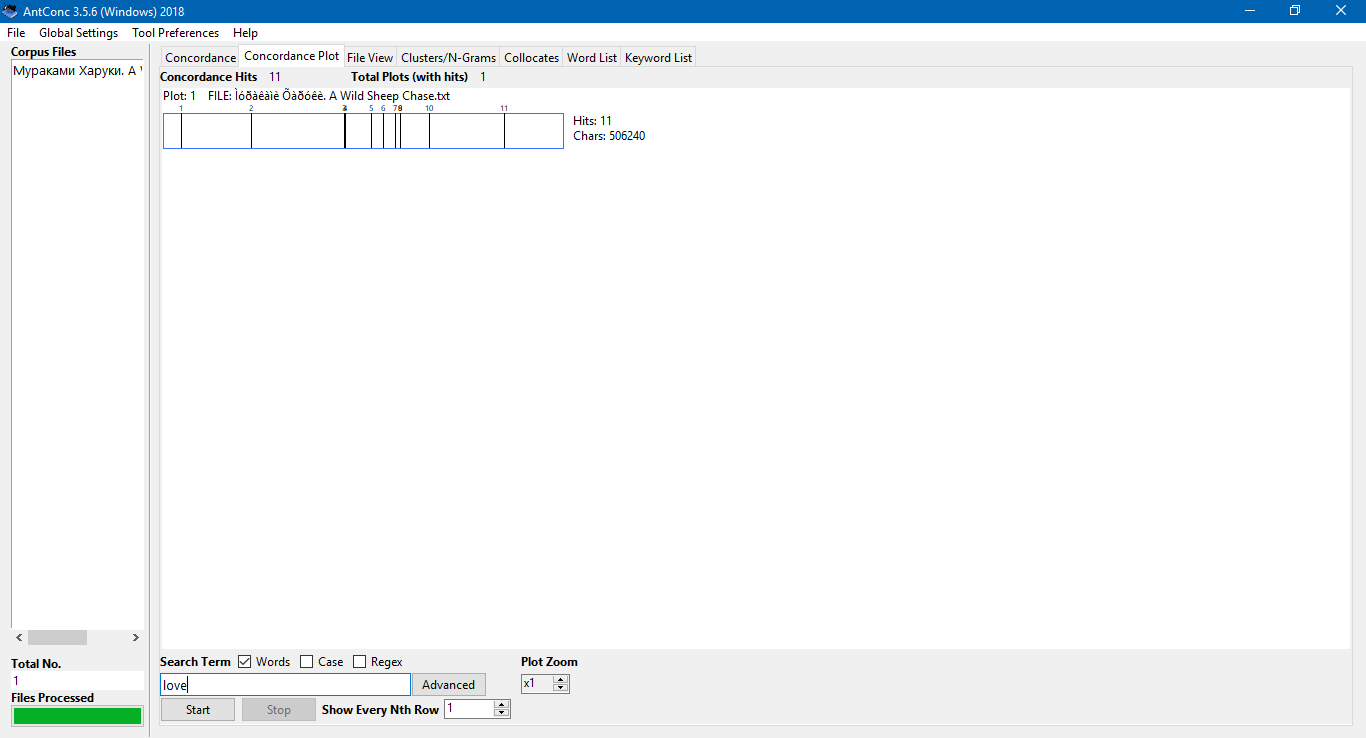 AntConc 3.5.6 (Windows) 2018
File Global Settings Tool Preferences Help
Corpus Files
Мураками Харуки. A
Concordance Concordance Plot File View Clusters/N-Grams Collocates Word List Keyword List
Concordance Hits 11 Total Plots (with hits) 1
Plot: 1 FILE: Ìóðàêàìè Õàðóêè. A Wild Sheep Chase.txt
1 2 5 6 7 10 11
Hits: 11
Chars: 506240
Total No.
1
Files Processed
Search Term Words Case Regex Plot Zoom
love Advanced x1
Start Stop Show Every Nth Row 1